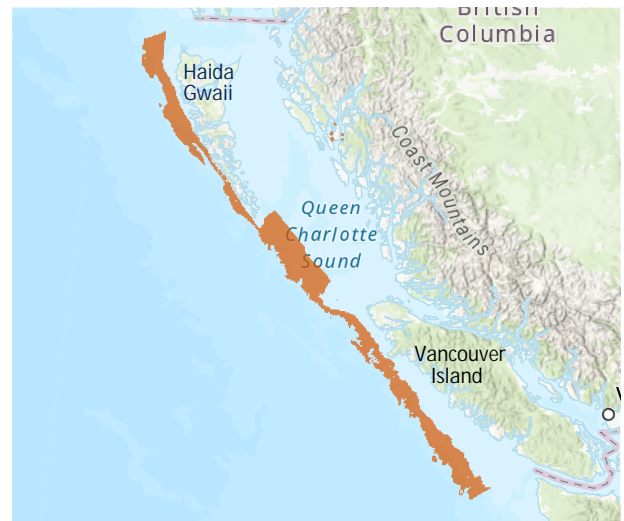 British
Columbia
Haida
Gwaii
Coast Mountains
Queen
Charlotte
Sound
Vancouver
Island
V